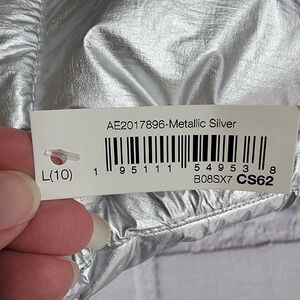 AE2017896-Metallic Silver
L(10)
1 95111 54953 8
B08SX7 CS62